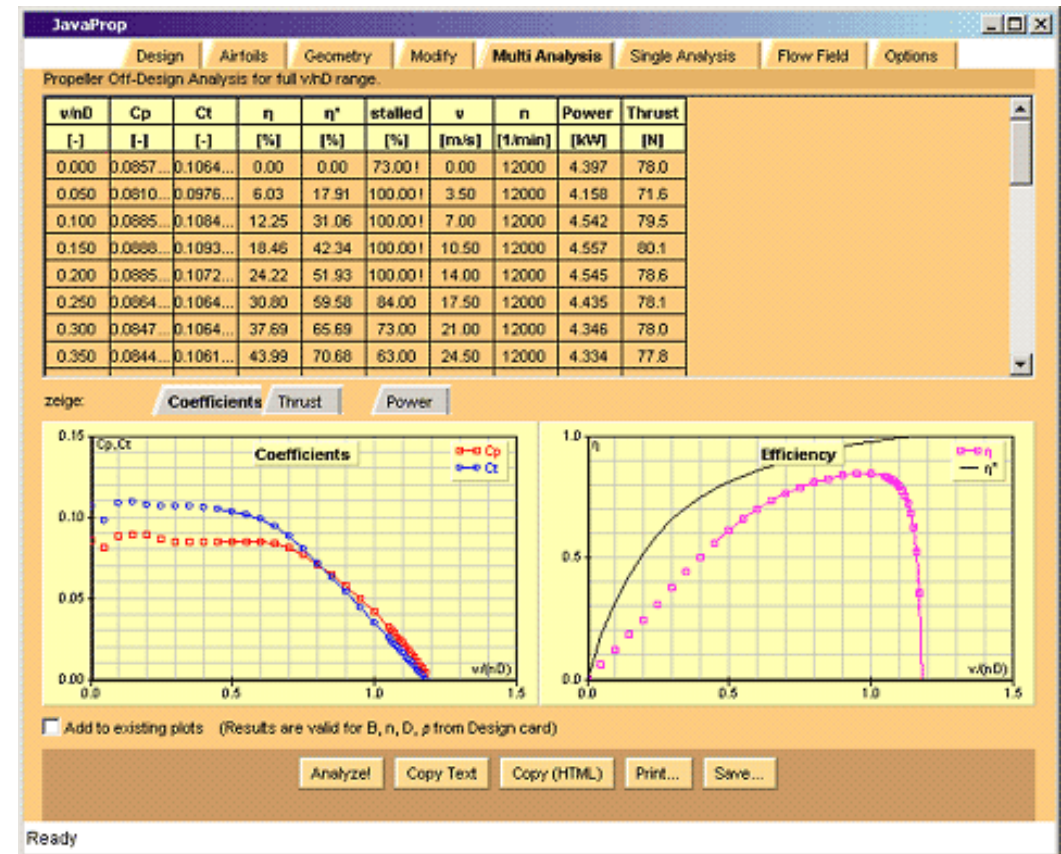 JavaProp
Design Airfoils Geometry Modify Multi Analysis Single Analysis Flow Field Options
Propeller Off-Design Analysis for full v/nD range.
v/nD Cp Ct η η* stalled v n Power Thrust
[-] [-] [-] [%] [%] [%] [m/s] [1/min] [kW] [N]
0.000 0.0857... 0.1064... 0.00 0.00 73.00! 0.00 12000 4.397 78.0
0.050 0.0810... 0.0976... 6.03 17.91 100.00! 3.50 12000 4.158 71.6
0.100 0.0885... 0.1084... 12.25 31.06 100.00! 7.00 12000 4.542 79.5
0.150 0.0888... 0.1093... 18.46 42.34 100.00! 10.50 12000 4.557 80.1
0.200 0.0885... 0.1072... 24.22 51.93 100.00! 14.00 12000 4.545 78.6
0.250 0.0864... 0.1064... 30.80 59.58 84.00 17.50 12000 4.435 78.1
0.300 0.0847... 0.1064... 37.69 65.69 73.00 21.00 12000 4.346 78.0
0.350 0.0844... 0.1061... 43.99 70.68 63.00 24.50 12000 4.334 77.8
zeige: Coefficients Thrust Power
Cp,Ct
Coefficients
Cp
Ct
0.15
0.10
0.05
0.00
0.0 0.5 1.0 1.5
v/(nD)
η
Efficiency
η
η*
1.0
0.5
0.0
0.0 0.5 1.0 1.5
v/(nD)
Add to existing plots (Results are valid for B, n, D, ρ from Design card)
Analyze! Copy Text Copy (HTML) Print... Save...
Ready